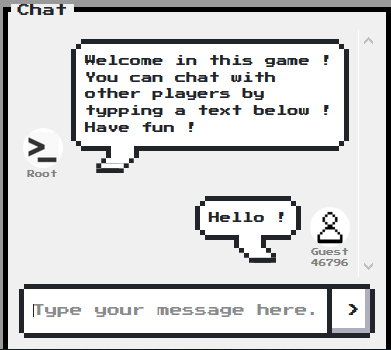 Chat
Welcome in this game !
You can chat with
other players by
typping a text below !
Have fun !
>_
Root
Hello !
Guest
46796
Type your message here.
>